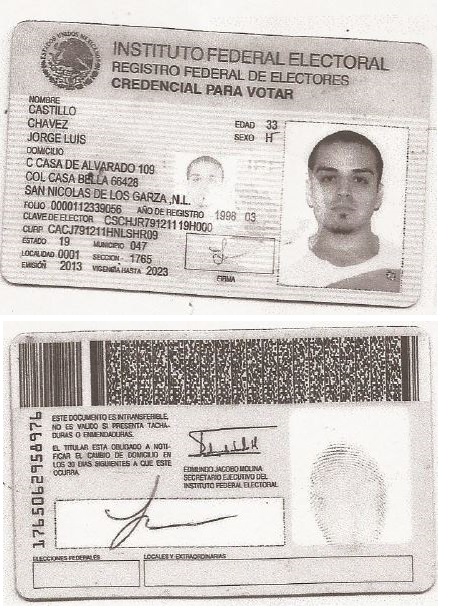 ESTADOS UNIDOS MEXICANOS
INSTITUTO FEDERAL ELECTORAL
REGISTRO FEDERAL DE ELECTORES
CREDENCIAL PARA VOTAR
NOMBRE
CASTILLO
CHAVEZ
JORGE LUIS
EDAD 33
SEXO H
DOMICILIO
C CASA DE ALVARADO 109
COL CASA BELLA 66428
SAN NICOLAS DE LOS GARZA ,N.L.
FOLIO 0000112339056 AÑO DE REGISTRO 1998 03
CLAVE DE ELECTOR CSCHJR79121119H000
CURP CACJ791211HNLSHR09
ESTADO 19 MUNICIPIO 047
LOCALIDAD 0001 SECCION 1765
EMISIÓN 2013 VIGENCIA HASTA 2023
FIRMA
ESTE DOCUMENTO ES INTRANSFERIBLE,
NO ES VALIDO SI PRESENTA TACHA-
DURAS O ENMENDADURAS.
EL TITULAR ESTA OBLIGADO A NOTI-
FICAR EL CAMBIO DE DOMICILIO EN
LOS 30 DIAS SIGUIENTES A QUE ESTE
OCURRA.
EDMUNDO JACOBO MOLINA
SECRETARIO EJECUTIVO DEL
INSTITUTO FEDERAL ELECTORAL
1765062958976
ELECCIONES FEDERALES
LOCALES Y EXTRAORDINARIAS